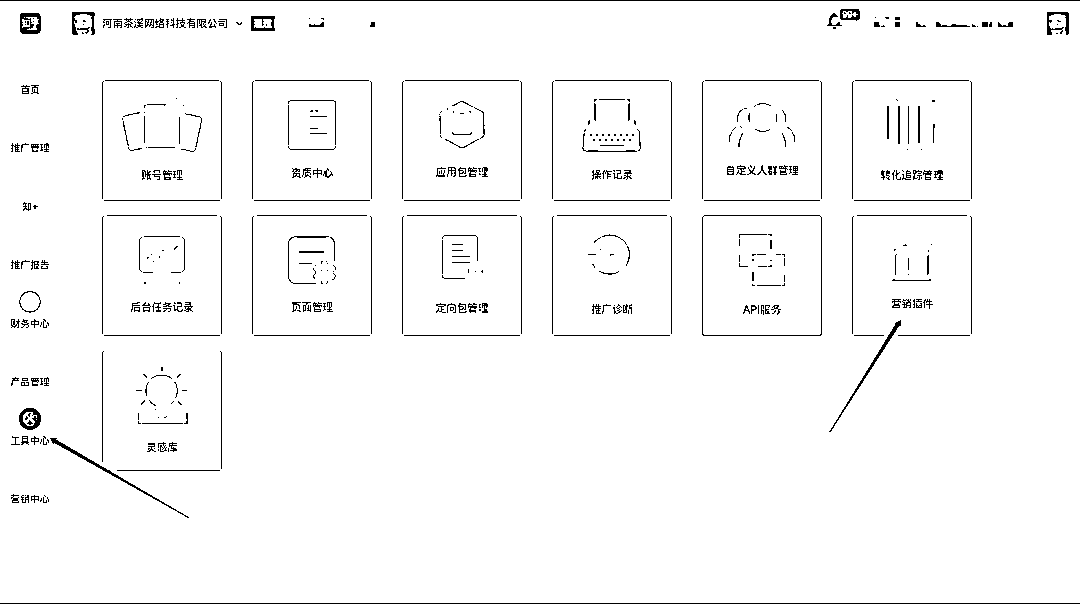 知乎
河南茶溪网络科技有限公司
99+
首页
推广管理
知+
推广报告
财务中心
产品管理
工具中心
营销中心
账号管理
资质中心
应用包管理
操作记录
自定义人群管理
转化追踪管理
后台任务记录
页面管理
定向包管理
推广诊断
API服务
营销插件
灵感库